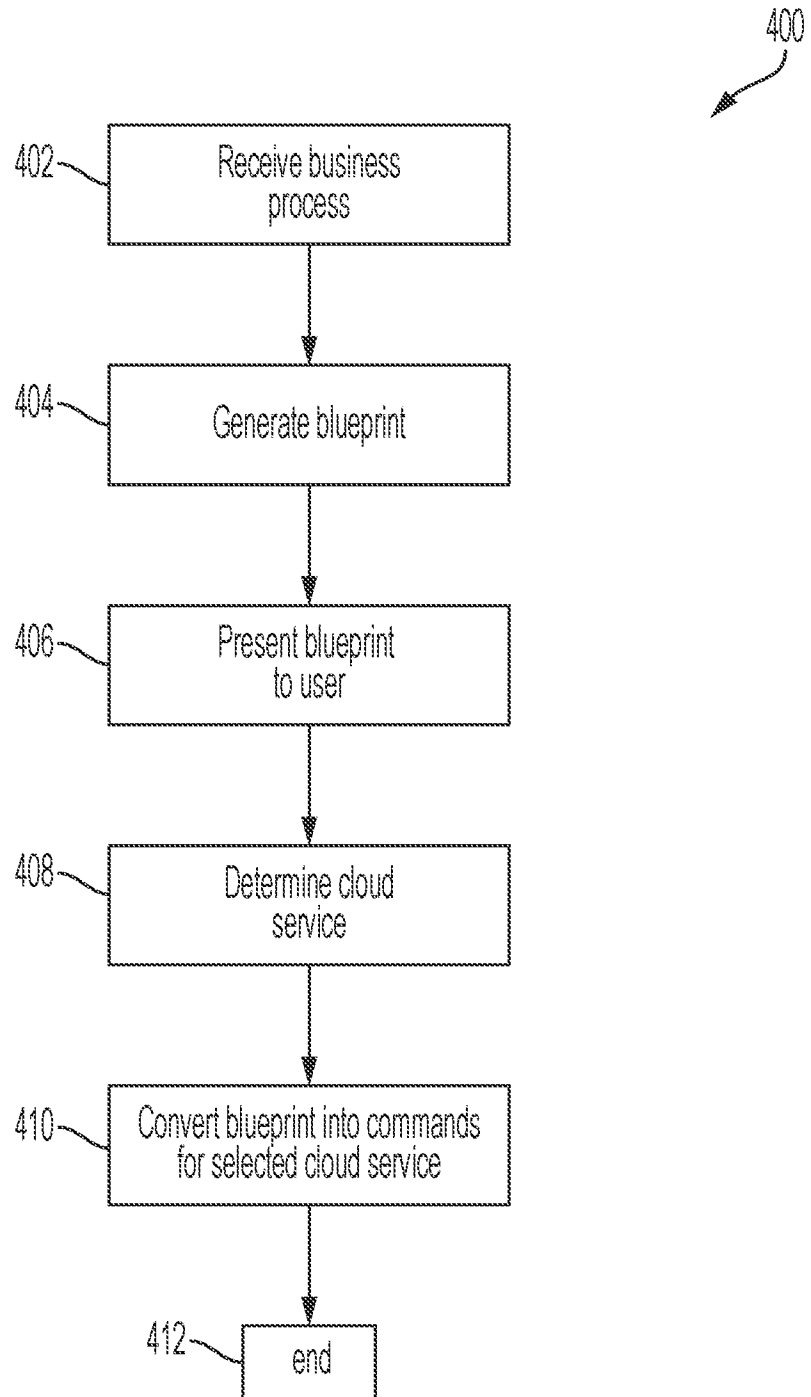 400
402
Receive business
process
404
Generate blueprint
406
Present blueprint
to user
408
Determine cloud
service
410
Convert blueprint into commands
for selected cloud service
412
end